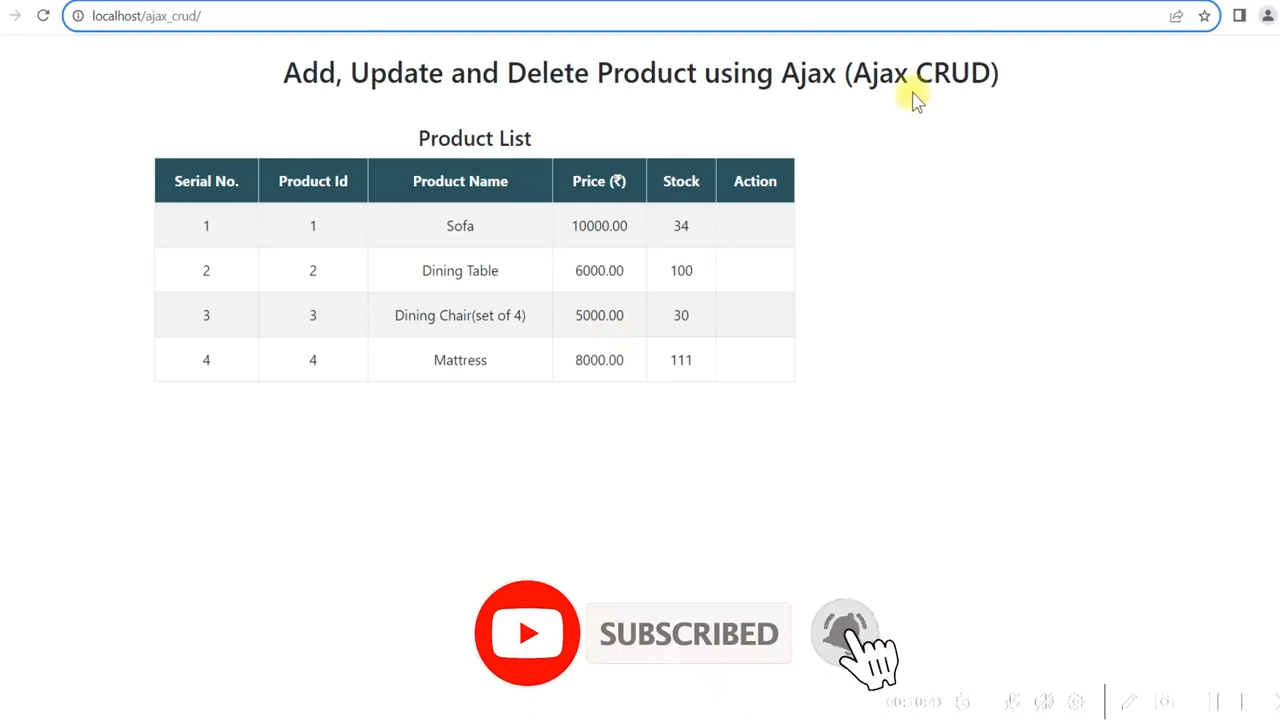 localhost/ajax_crud/
Add, Update and Delete Product using Ajax (Ajax CRUD)
Product List
Serial No. Product Id Product Name Price (₹) Stock Action
1 1 Sofa 10000.00 34
2 2 Dining Table 6000.00 100
3 3 Dining Chair(set of 4) 5000.00 30
4 4 Mattress 8000.00 111
SUBSCRIBED